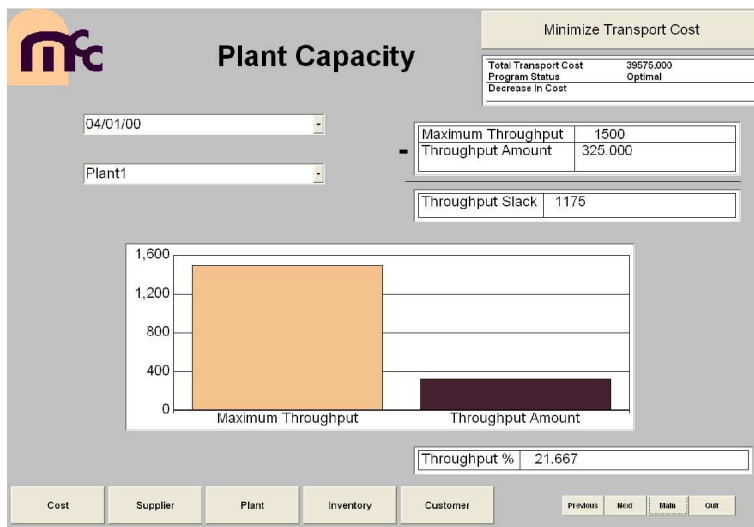 mcc
Plant Capacity
Minimize Transport Cost
Total Transport Cost 39575.000
Program Status Optimal
Decrease In Cost
04/01/00
Plant1
Maximum Throughput 1500
- Throughput Amount 325.000
Throughput Slack 1175
1,600
1,200
800
400
0
Maximum Throughput Throughput Amount
Throughput % 21.667
Cost Supplier Plant Inventory Customer Previous Next Main Quit